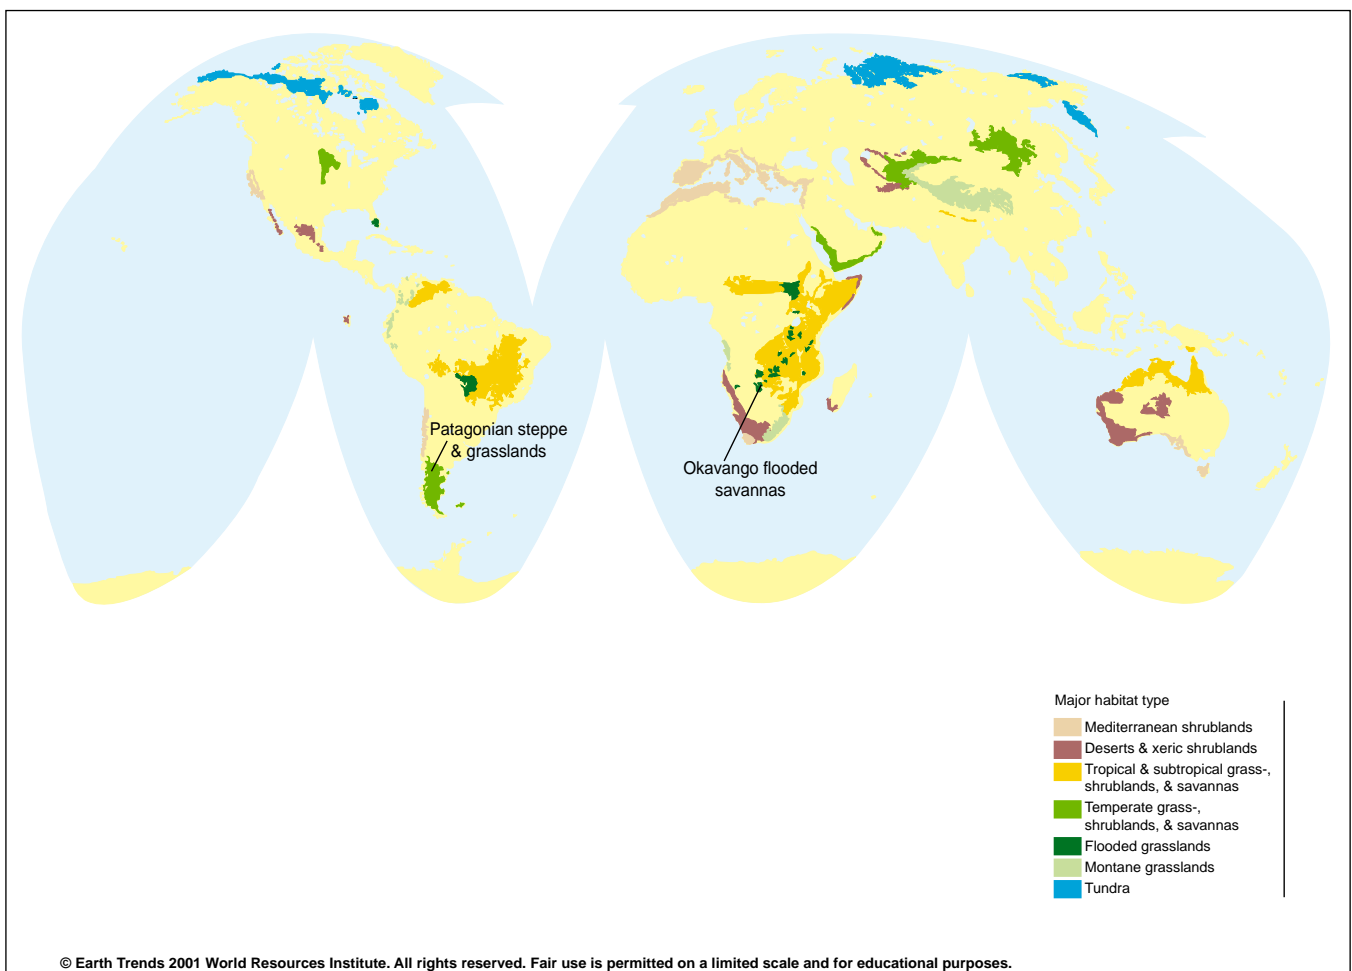 Patagonian steppe
& grasslands
Okavango flooded
savannas
Major habitat type
Mediterranean shrublands
Deserts & xeric shrublands
Tropical & subtropical grass-,
shrublands, & savannas
Temperate grass-,
shrublands, & savannas
Flooded grasslands
Montane grasslands
Tundra
© Earth Trends 2001 World Resources Institute. All rights reserved. Fair use is permitted on a limited scale and for educational purposes.